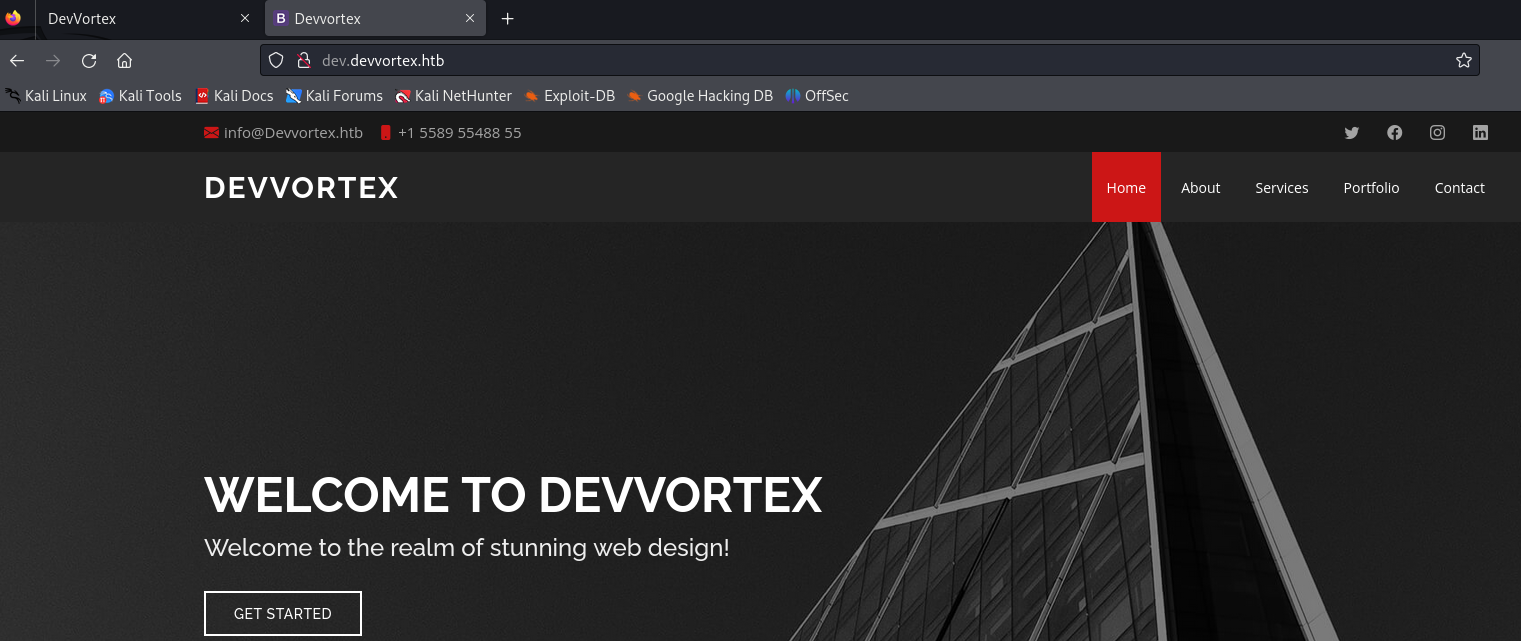 DevVortex
Devvortex
dev.devvortex.htb
Kali Linux Kali Tools Kali Docs Kali Forums Kali NetHunter Exploit-DB Google Hacking DB OffSec
info@Devvortex.htb +1 5589 55488 55
DEVVORTEX
Home About Services Portfolio Contact
WELCOME TO DEVVORTEX
Welcome to the realm of stunning web design!
GET STARTED